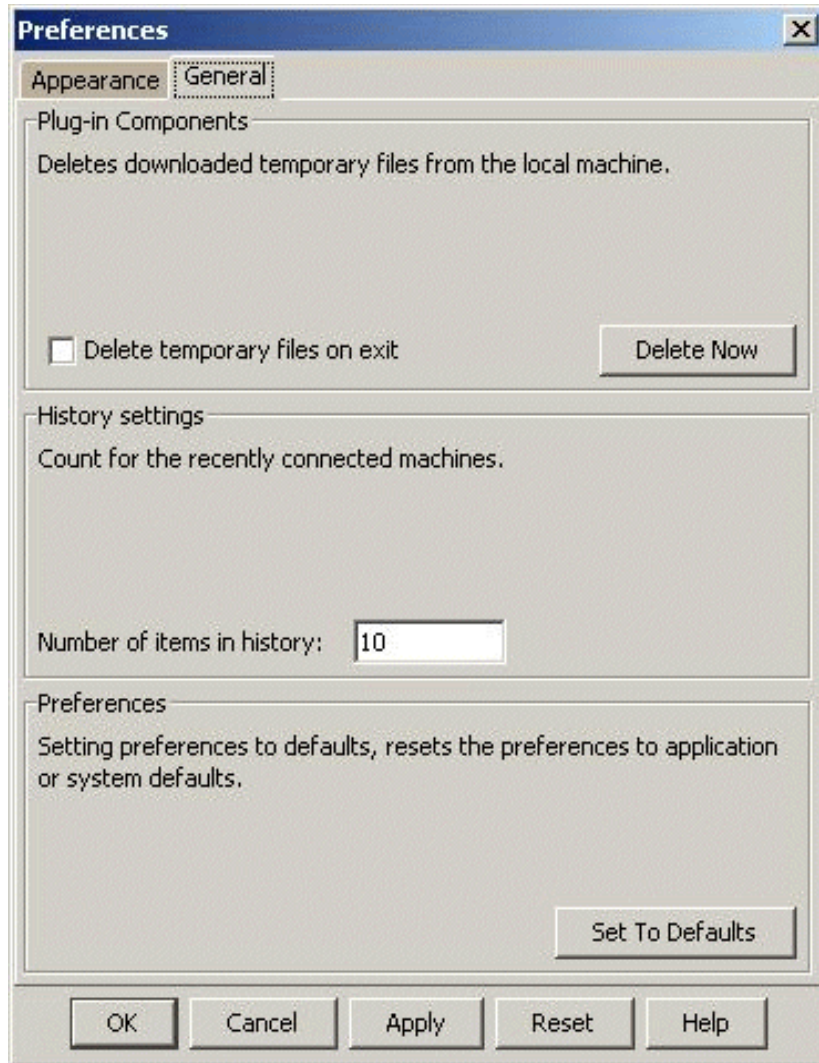 Preferences
Appearance
General
Plug-in Components
Deletes downloaded temporary files from the local machine.
Delete temporary files on exit
Delete Now
History settings
Count for the recently connected machines.
Number of items in history:
10
Preferences
Setting preferences to defaults, resets the preferences to application
or system defaults.
Set To Defaults
OK
Cancel
Apply
Reset
Help